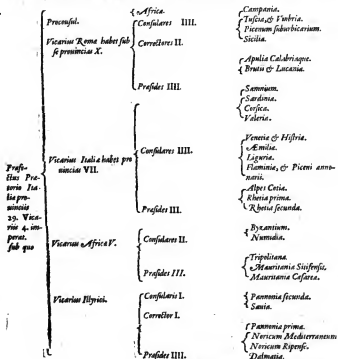 Proconsul. { Africa.
Vicarius Romæ habet sub se prouincias X.
Consulares IIII.
Campania.
Tuscia, & Vmbria.
Picenum suburbicarium.
Sicilia.
Correctores II.
Apulia Calabriaque.
Brutii & Lucania.
Præsides IIII.
Samnium.
Sardinia.
Corsica.
Valeria.
Præfectus Prætorio Italiæ prouinciis 29. Vicariis 4. imperat. sub quo
Vicarius Italiæ habet prouincias VII.
Consulares IIII.
Venetia & Histria.
Æmilia.
Liguria.
Flaminia, & Piceni annonarii.
Præsides III.
Alpes Cotiæ.
Rhetia prima.
Rhetia secunda.
Vicarius Africæ V.
Consulares II.
Byzantium.
Numidia.
Præsides III.
Tripolitana.
Mauritania Sitifensis.
Mauritania Cæsarea.
Vicarius Illyrici.
Consularis I.
Pannonia secunda.
Corrector I.
Sauia.
Præsides IIII.
Pannonia prima.
Noricum Mediterraneum
Noricum Ripense.
Dalmatia.